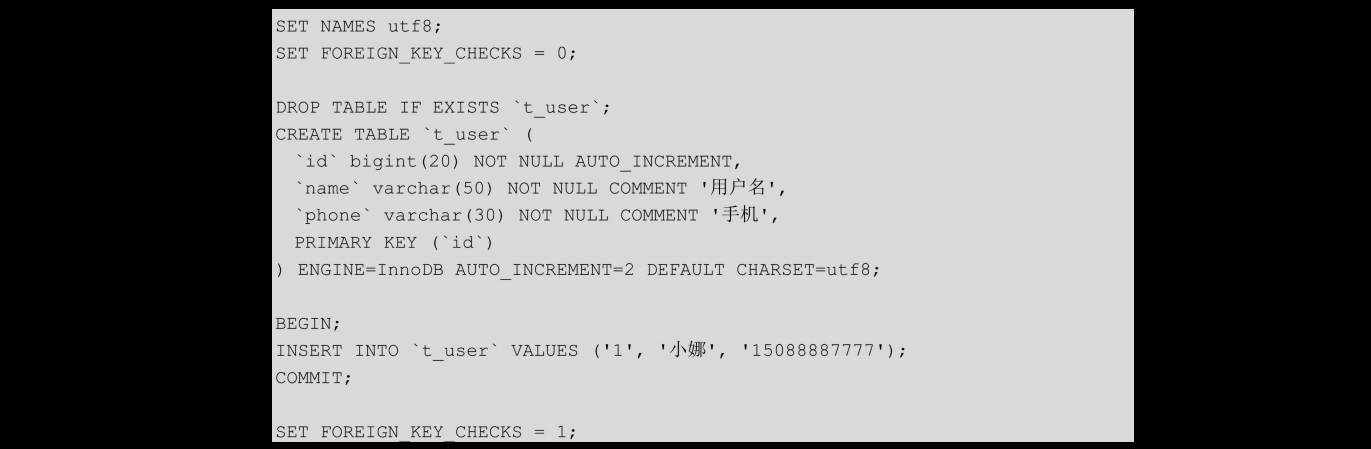 SET NAMES utf8;
SET FOREIGN_KEY_CHECKS = 0;
DROP TABLE IF EXISTS `t_user`;
CREATE TABLE `t_user` (
  `id` bigint(20) NOT NULL AUTO_INCREMENT,
  `name` varchar(50) NOT NULL COMMENT '用户名',
  `phone` varchar(30) NOT NULL COMMENT '手机',
  PRIMARY KEY (`id`)
) ENGINE=InnoDB AUTO_INCREMENT=2 DEFAULT CHARSET=utf8;
BEGIN;
INSERT INTO `t_user` VALUES ('1', '小娜', '15088887777');
COMMIT;
SET FOREIGN_KEY_CHECKS = 1;